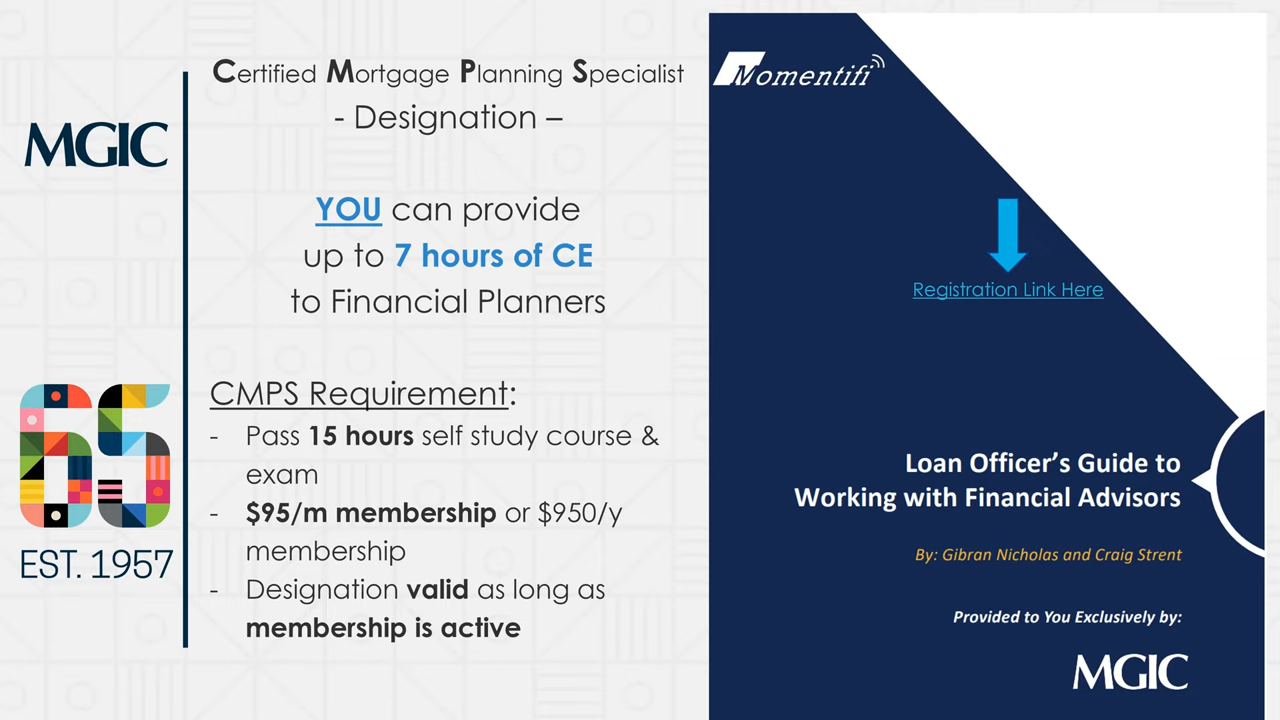 MGIC
65
EST. 1957
Certified Mortgage Planning Specialist
- Designation –
YOU can provide
up to 7 hours of CE
to Financial Planners
CMPS Requirement:
- Pass 15 hours self study course &
exam
- $95/m membership or $950/y
membership
- Designation valid as long as
membership is active
Momentifi
Registration Link Here
Loan Officer’s Guide to
Working with Financial Advisors
By: Gibran Nicholas and Craig Strent
Provided to You Exclusively by:
MGIC